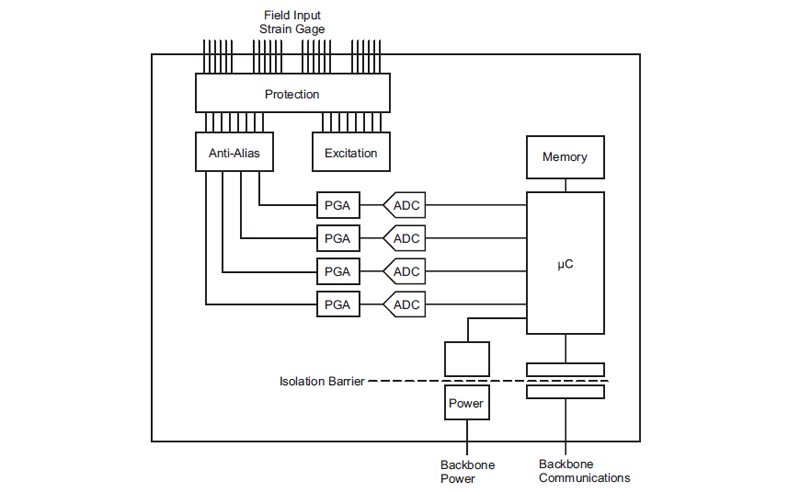 Field Input
Strain Gage
Protection
Anti-Alias
Excitation
Memory
PGA
ADC
PGA
ADC
µC
PGA
ADC
PGA
ADC
Isolation Barrier
Power
Backbone
Power
Backbone
Communications